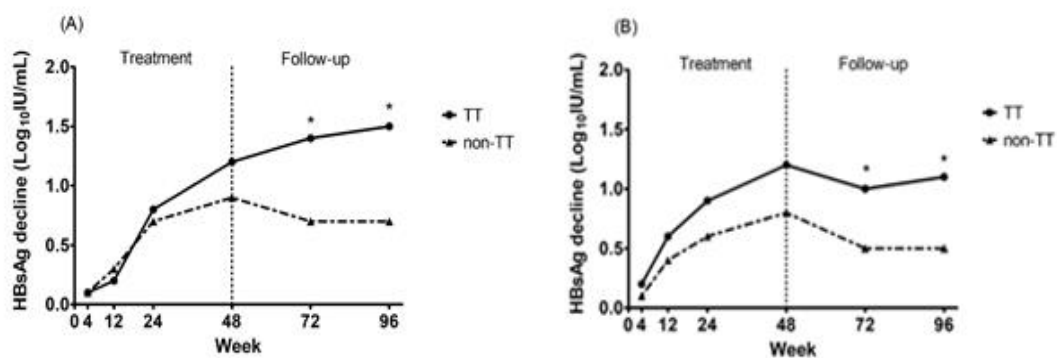 (A)
Treatment Follow-up
HBsAg decline (Log10IU/mL)
2.0
1.5
1.0
0.5
0.0
0 4 12 24 48 72 96
Week
* *
TT
non-TT
(B)
Treatment Follow-up
HBsAg decline (Log10IU/mL)
2.0
1.5
1.0
0.5
0.0
0 4 12 24 48 72 96
Week
* *
TT
non-TT